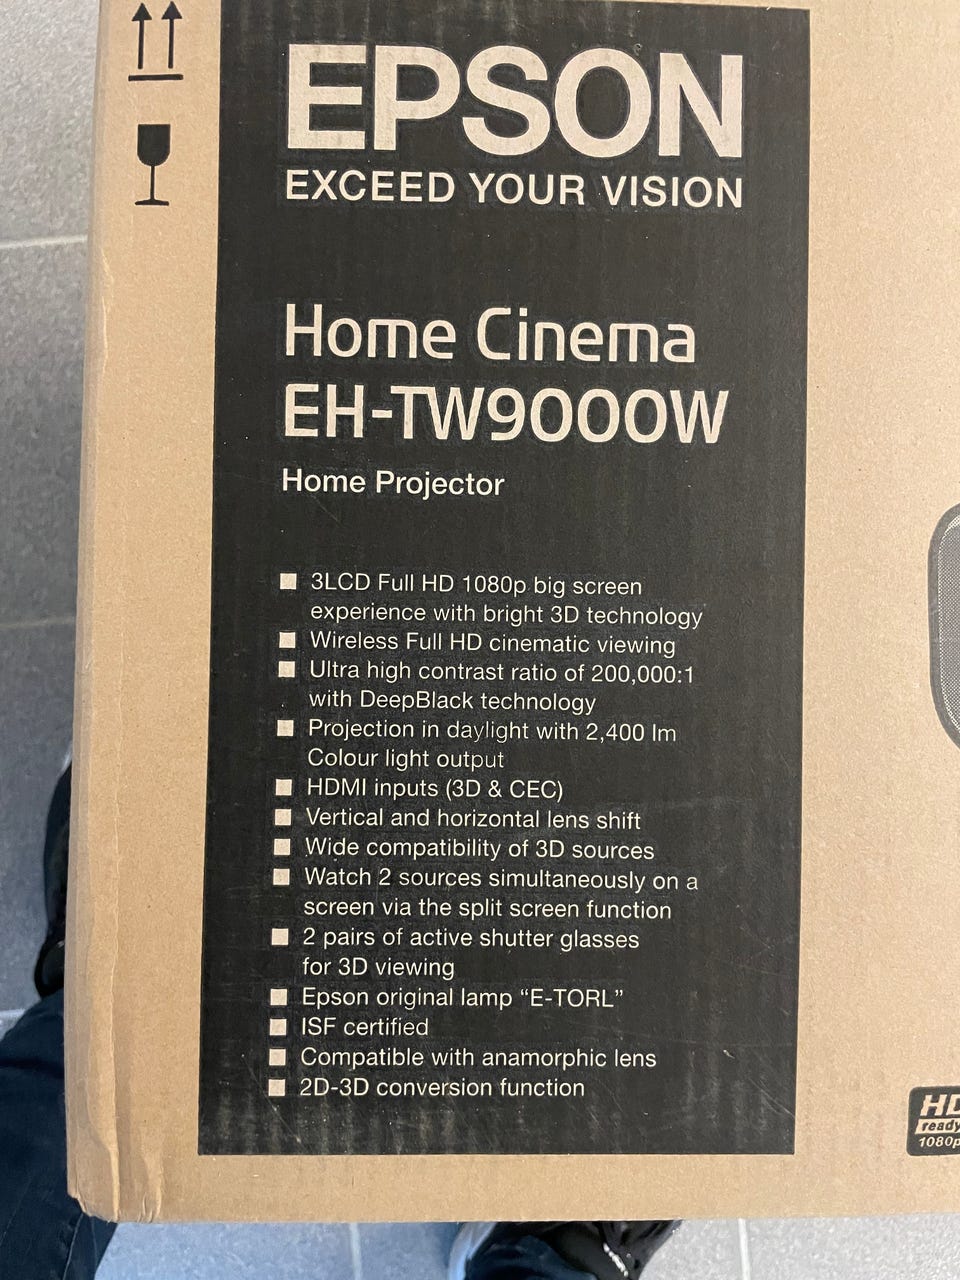 EPSON
EXCEED YOUR VISION
Home Cinema
EH-TW9000W
Home Projector
3LCD Full HD 1080p big screen
experience with bright 3D technology
Wireless Full HD cinematic viewing
Ultra high contrast ratio of 200,000:1
with DeepBlack technology
Projection in daylight with 2,400 lm
Colour light output
HDMI inputs (3D & CEC)
Vertical and horizontal lens shift
Wide compatibility of 3D sources
Watch 2 sources simultaneously on a
screen via the split screen function
2 pairs of active shutter glasses
for 3D viewing
Epson original lamp “E-TORL”
ISF certified
Compatible with anamorphic lens
2D-3D conversion function
HD
ready
1080p